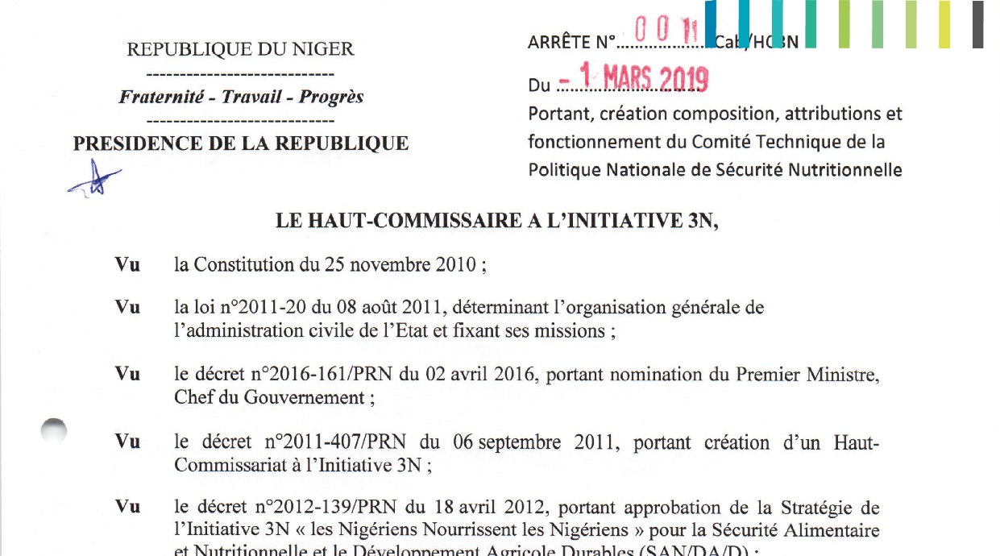 REPUBLIQUE DU NIGER
---------------------------
Fraternité - Travail - Progrès
---------------------------
PRESIDENCE DE LA REPUBLIQUE
ARRÊTE N°.................... Cab/HC3N
Du - 1 MARS 2019
Portant, création composition, attributions et
fonctionnement du Comité Technique de la
Politique Nationale de Sécurité Nutritionnelle
LE HAUT-COMMISSAIRE A L'INITIATIVE 3N,
Vu la Constitution du 25 novembre 2010 ;
Vu la loi n°2011-20 du 08 août 2011, déterminant l'organisation générale de
l'administration civile de l'Etat et fixant ses missions ;
Vu le décret n°2016-161/PRN du 02 avril 2016, portant nomination du Premier Ministre,
Chef du Gouvernement ;
Vu le décret n°2011-407/PRN du 06 septembre 2011, portant création d'un Haut-
Commissariat à l'Initiative 3N ;
Vu le décret n°2012-139/PRN du 18 avril 2012, portant approbation de la Stratégie de
l'Initiative 3N « les Nigériens Nourrissent les Nigériens » pour la Sécurité Alimentaire
et Nutritionnelle et le Développement Agricole Durables (SAN/DA/D) ;